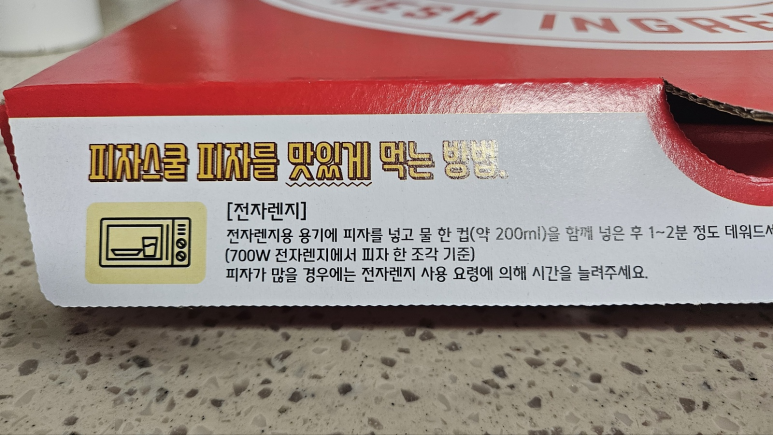 FRESH INGRE
피자스쿨 피자를 맛있게 먹는 방법.
[전자렌지]
전자렌지용 용기에 피자를 넣고 물 한 컵(약 200ml)을 함께 넣은 후 1~2분 정도 데워드세
(700W 전자렌지에서 피자 한 조각 기준)
피자가 많을 경우에는 전자렌지 사용 요령에 의해 시간을 늘려주세요.